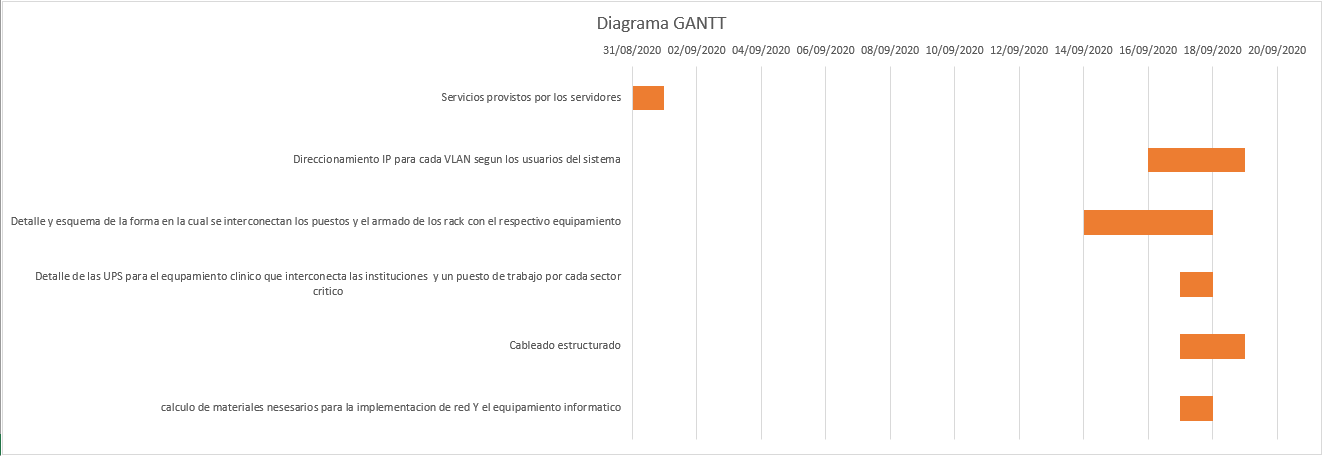 Diagrama GANTT
31/08/2020 02/09/2020 04/09/2020 06/09/2020 08/09/2020 10/09/2020 12/09/2020 14/09/2020 16/09/2020 18/09/2020 20/09/2020
Servicios provistos por los servidores
Direccionamiento IP para cada VLAN segun los usuarios del sistema
Detalle y esquema de la forma en la cual se interconectan los puestos y el armado de los rack con el respectivo equipamiento
Detalle de las UPS para el equpamiento clinico que interconecta las instituciones y un puesto de trabajo por cada sector
critico
Cableado estructurado
calculo de materiales nesesarios para la implementacion de red Y el equipamiento informatico